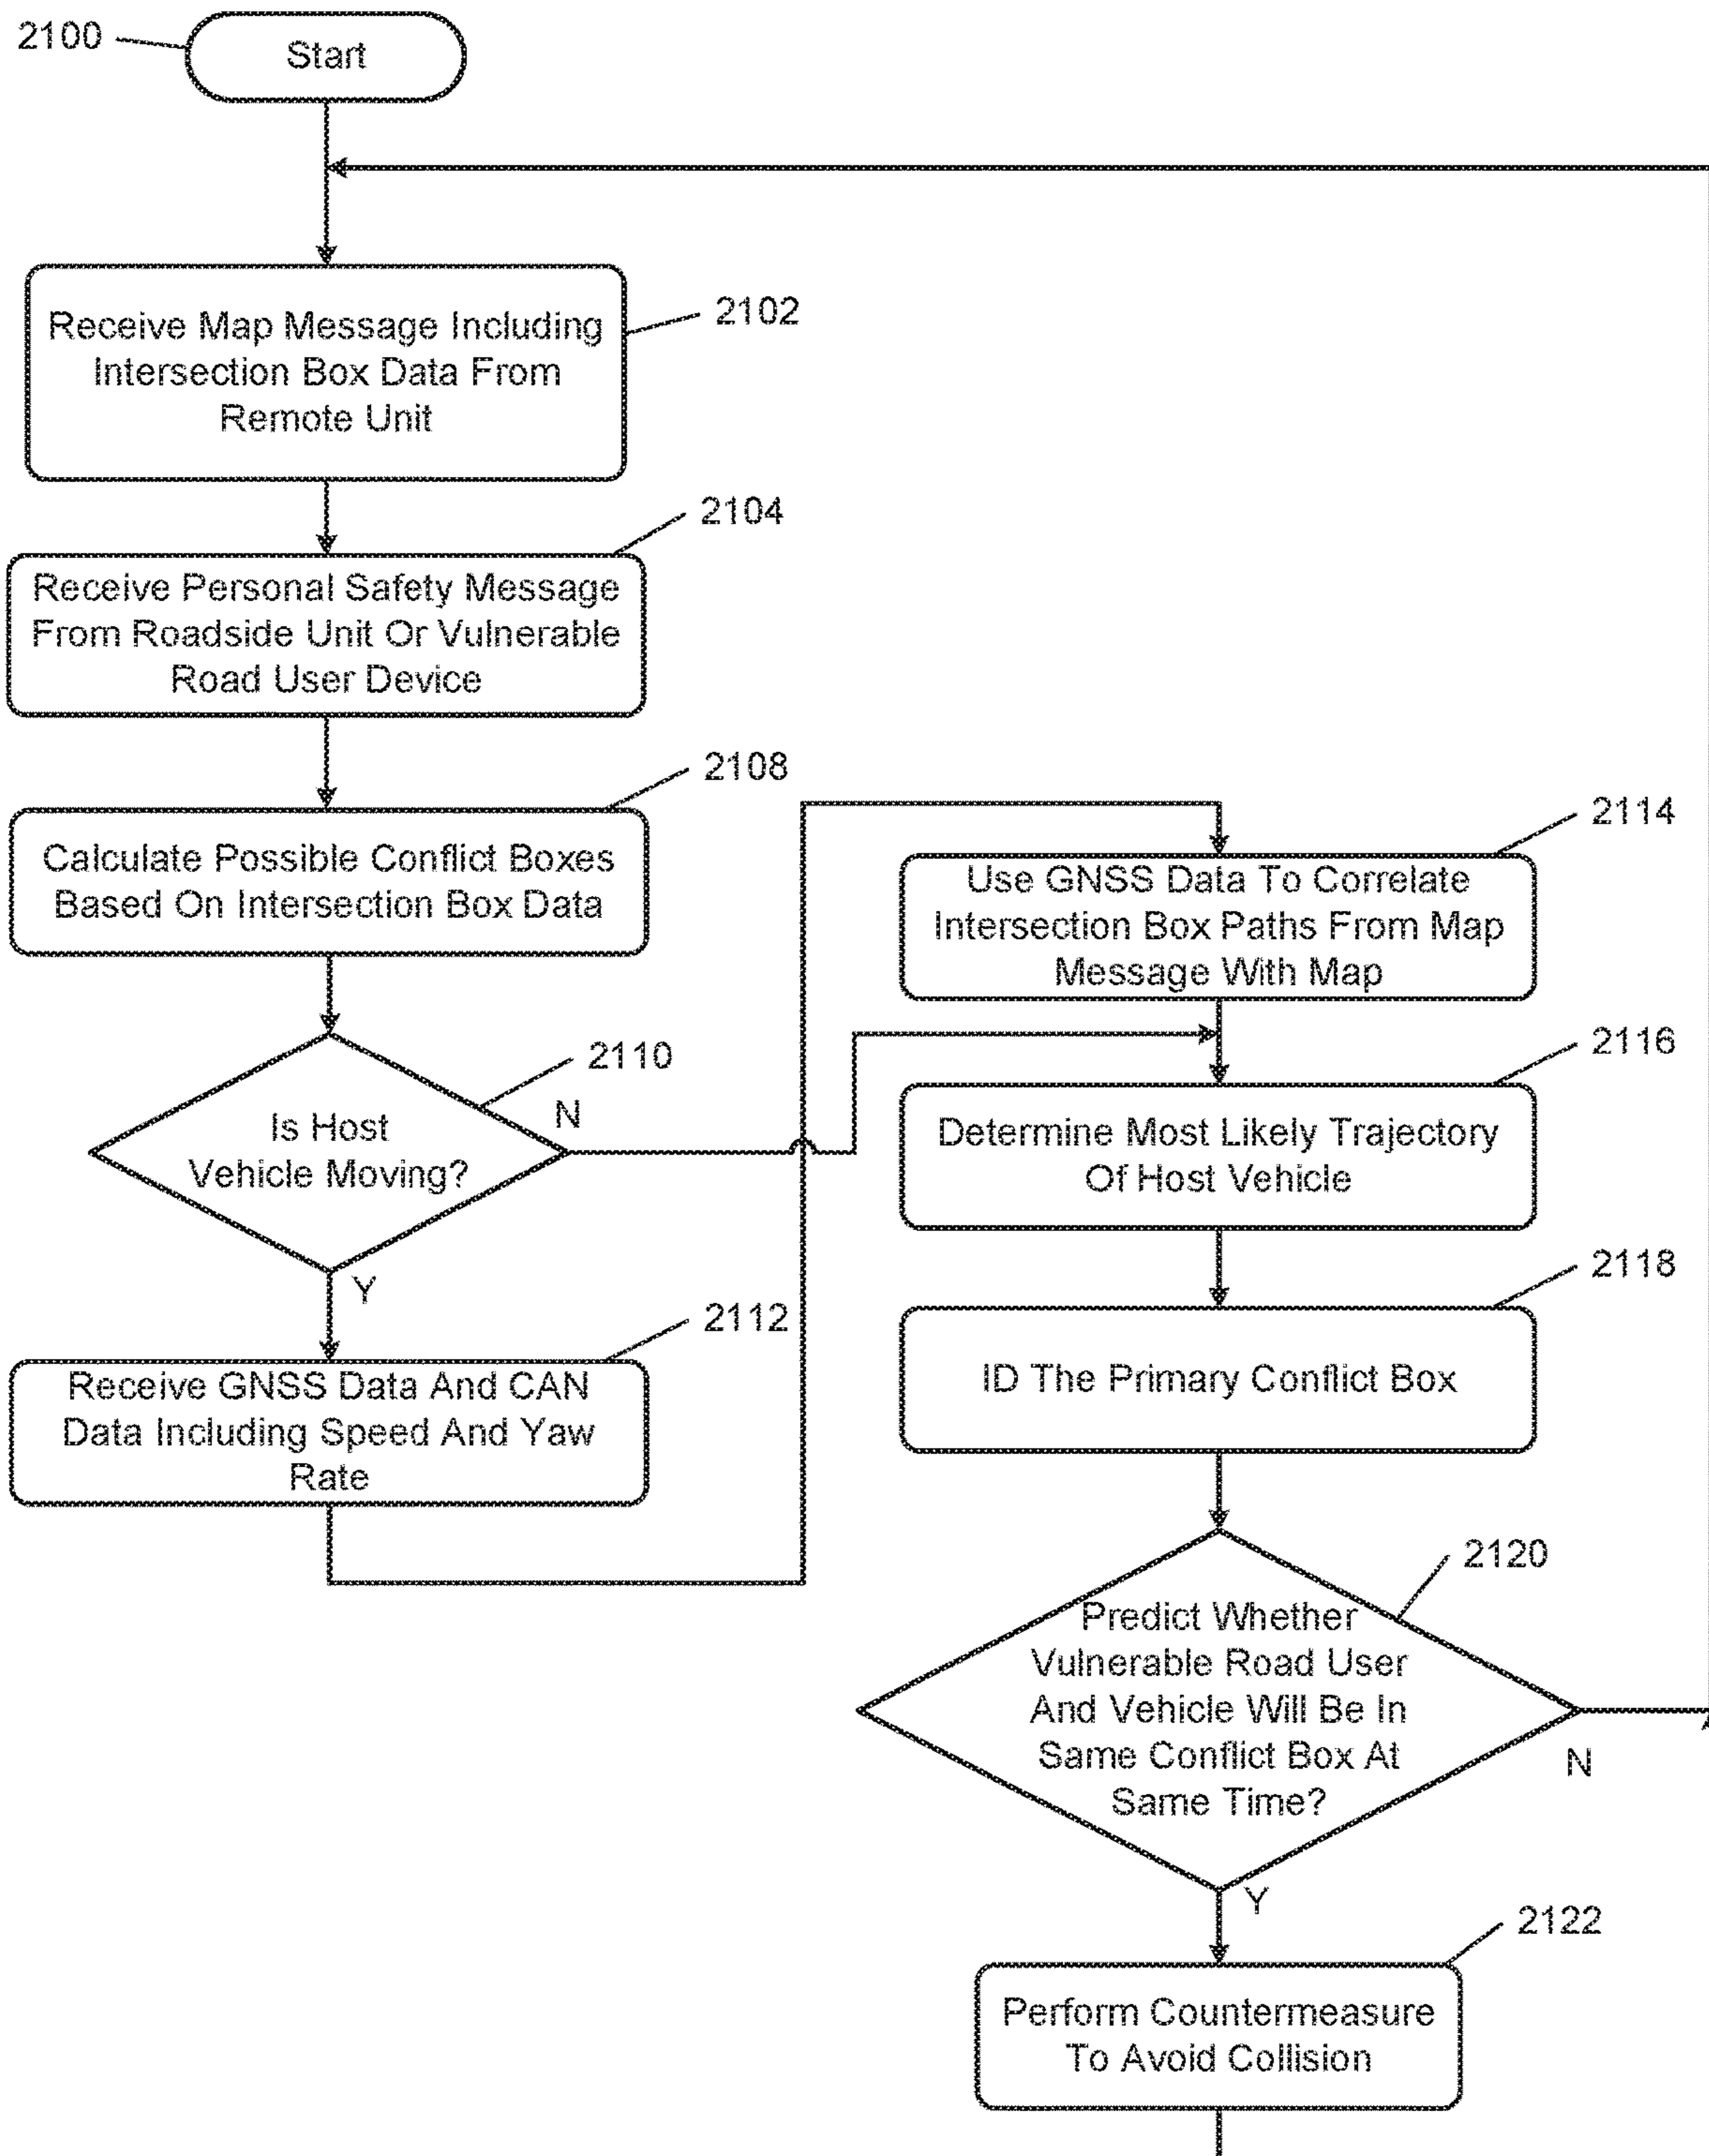 2100
Start
Receive Map Message Including
Intersection Box Data From
Remote Unit
2102
2104
Receive Personal Safety Message
From Roadside Unit Or Vulnerable
Road User Device
2108
Calculate Possible Conflict Boxes
Based On Intersection Box Data
2110
Is Host
Vehicle Moving?
N
Y
2112
Receive GNSS Data And CAN
Data Including Speed And Yaw
Rate
2114
Use GNSS Data To Correlate
Intersection Box Paths From Map
Message With Map
2116
Determine Most Likely Trajectory
Of Host Vehicle
2118
ID The Primary Conflict Box
2120
Predict Whether
Vulnerable Road User
And Vehicle Will Be In
Same Conflict Box At
Same Time?
N
Y
2122
Perform Countermeasure
To Avoid Collision